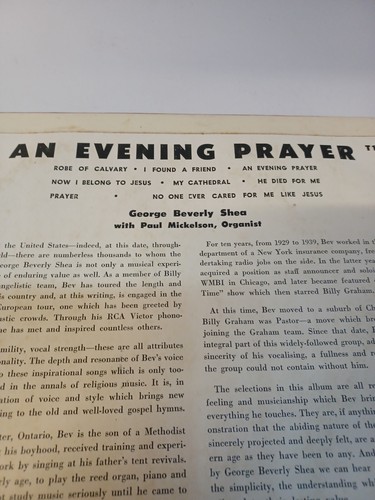 AN EVENING PRAYER
ROBE OF CALVARY • I FOUND A FRIEND • AN EVENING PRAYER
NOW I BELONG TO JESUS • MY CATHEDRAL • HE DIED FOR ME
PRAYER • NO ONE EVER CARED FOR ME LIKE JESUS
George Beverly Shea
with Paul Mickelson, Organist
the United States—indeed, at this date, through-
ld—there are numberless thousands to whom the
eorge Beverly Shea is not only a musical experi-
e of enduring value as well. As a member of Billy
ngelistic team, Bev has toured the length and
is country and, at this writing, is engaged in the
European tour, one which has been greeted by
astic crowds. Through his RCA Victor phono-
he has met and inspired countless others.
mility, vocal strength—these are all attributes
onality. The depth and resonance of Bev's voice
o these inspirational songs which is only too-
d in the annals of religious music. It is, in
ation of voice and style which brings new
ing to the old and well-loved gospel hymns.
ter, Ontario, Bev is the son of a Methodist
his boyhood, received training and experi-
ork by singing at his father's tent revivals.
ely age, to play the reed organ, piano and
ot study music seriously until he came to
For ten years, from 1929 to 1939, Bev worked in t
department of a New York insurance company, free
dertaking radio jobs on the side. In the latter year
acquired a position as staff announcer and solois
WMBI in Chicago, and later became featured o
Time" show which then starred Billy Graham.
At this time, Bev moved to a suburb of Ch
Billy Graham was Pastor—a move which bro
joining the Graham team. Since that date, l
integral part of this widely-followed group, ad
sincerity of his vocalising, a fullness and r
the group could not contain without him.
The selections in this album are all r
feeling and musicianship which Bev bring
everything he touches. They are, if anythin
onstration that the abiding nature of the
sincerely projected and deeply felt, are a
ern age as they have been to any. And
by George Beverly Shea we can hear
the simplicity, the understanding whi